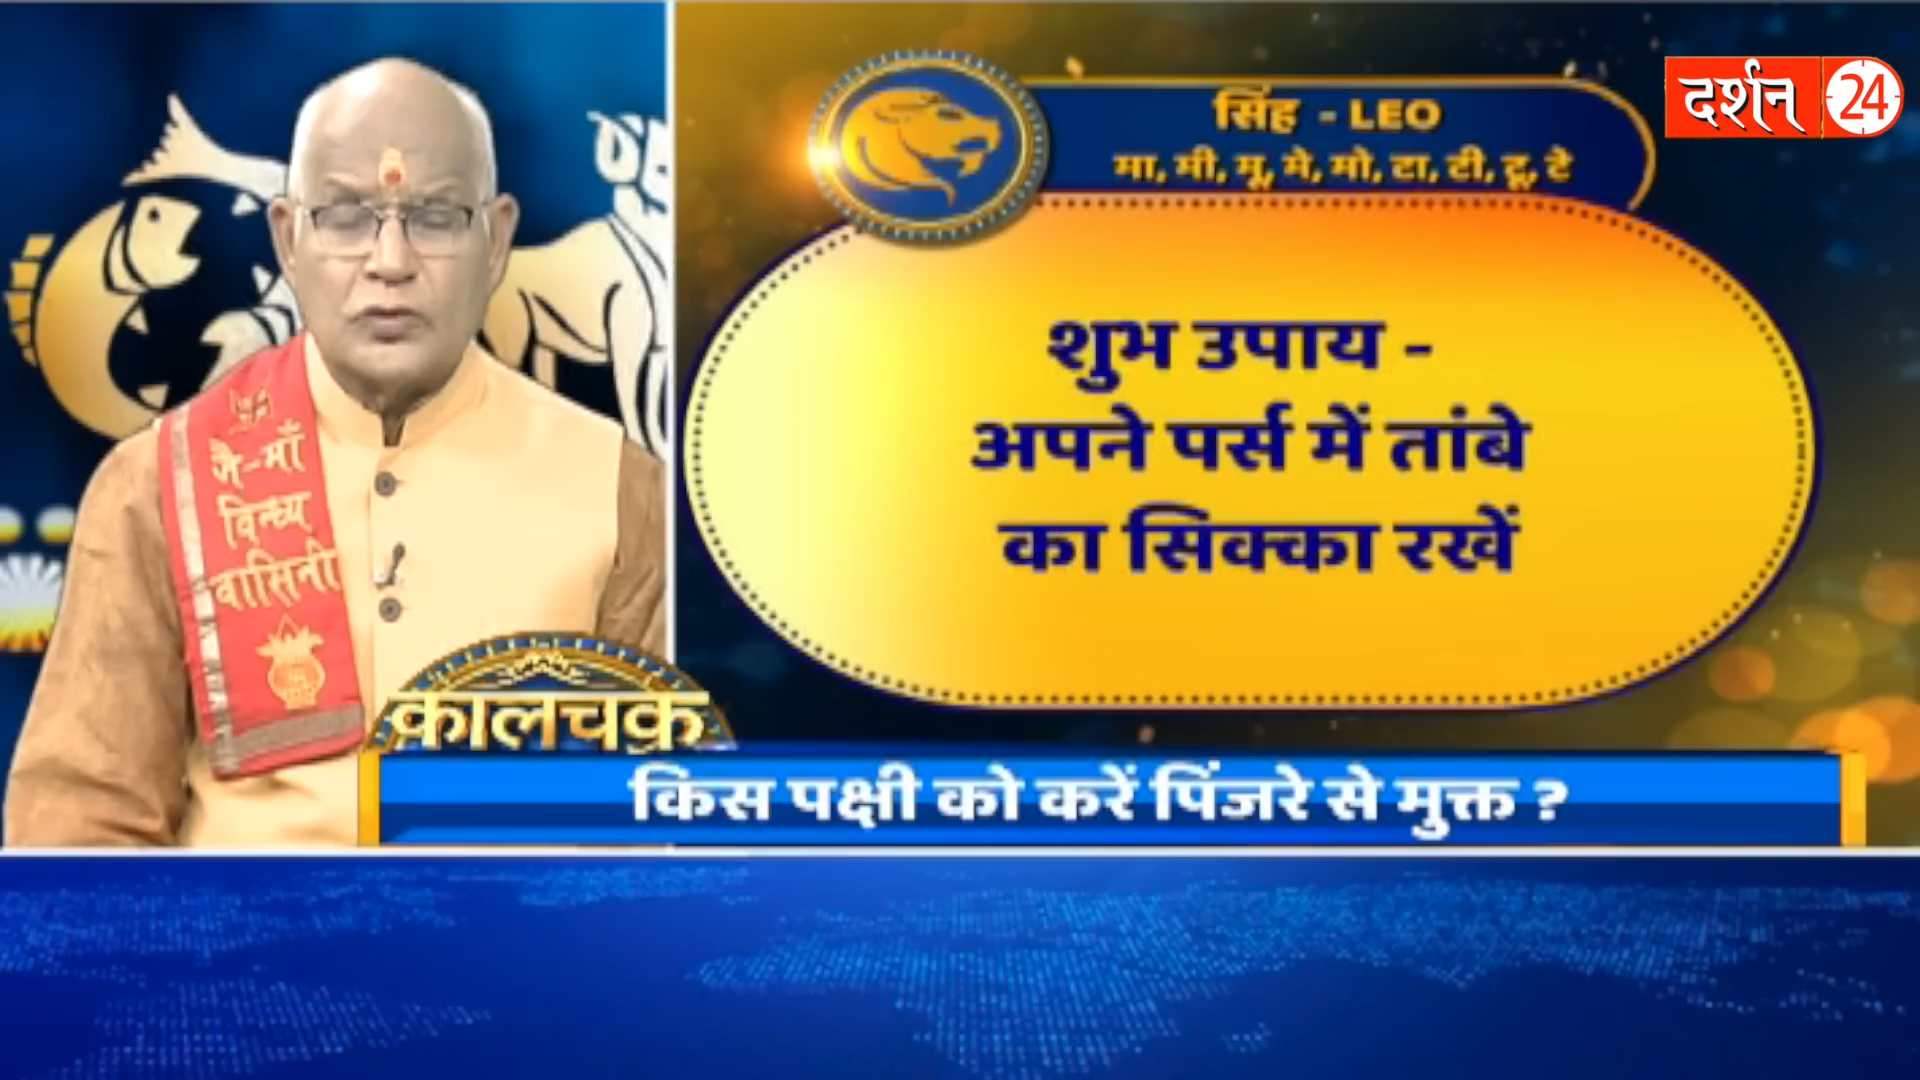 दर्शन 24
सिंह - LEO
मा, मी, मू, मे, मो, टा, टी, टू, टे
शुभ उपाय -
अपने पर्स में तांबे
का सिक्का रखें
जै-माँ
विन्ध्य
वासिनी
कालचक्र
किस पक्षी को करें पिंजरे से मुक्त ?